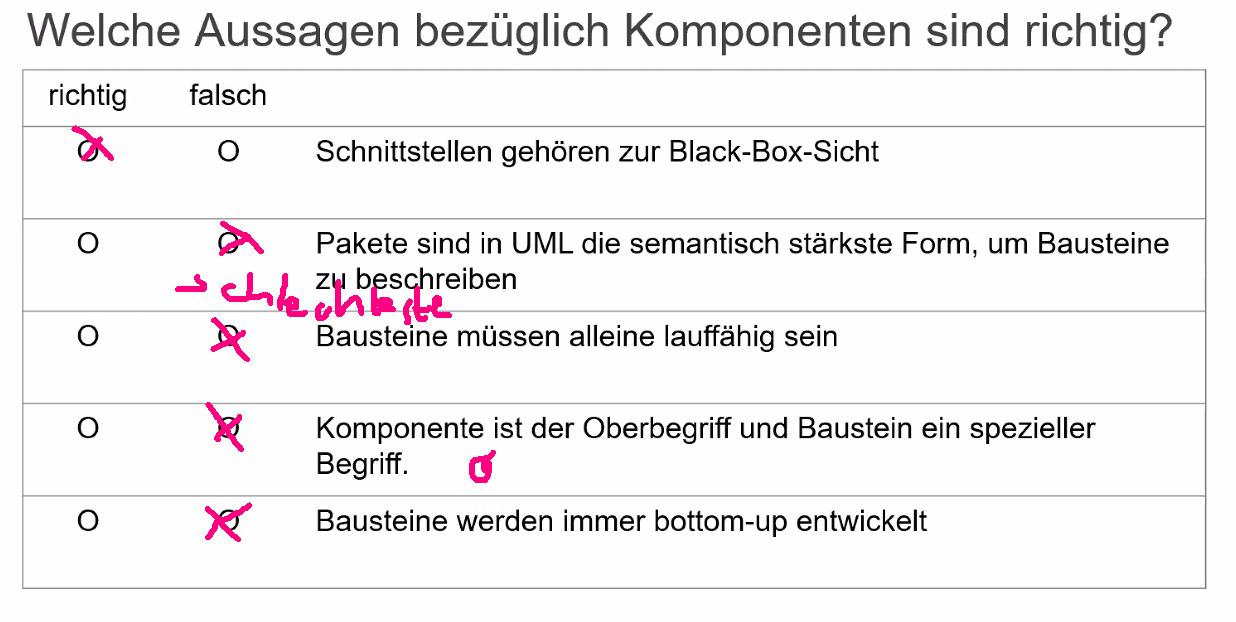 Welche Aussagen bezüglich Komponenten sind richtig?
richtig falsch
O O Schnittstellen gehören zur Black-Box-Sicht
O O Pakete sind in UML die semantisch stärkste Form, um Bausteine
zu beschreiben
→ schlechteste
O O Bausteine müssen alleine lauffähig sein
O O Komponente ist der Oberbegriff und Baustein ein spezieller
Begriff.
O O Bausteine werden immer bottom-up entwickelt